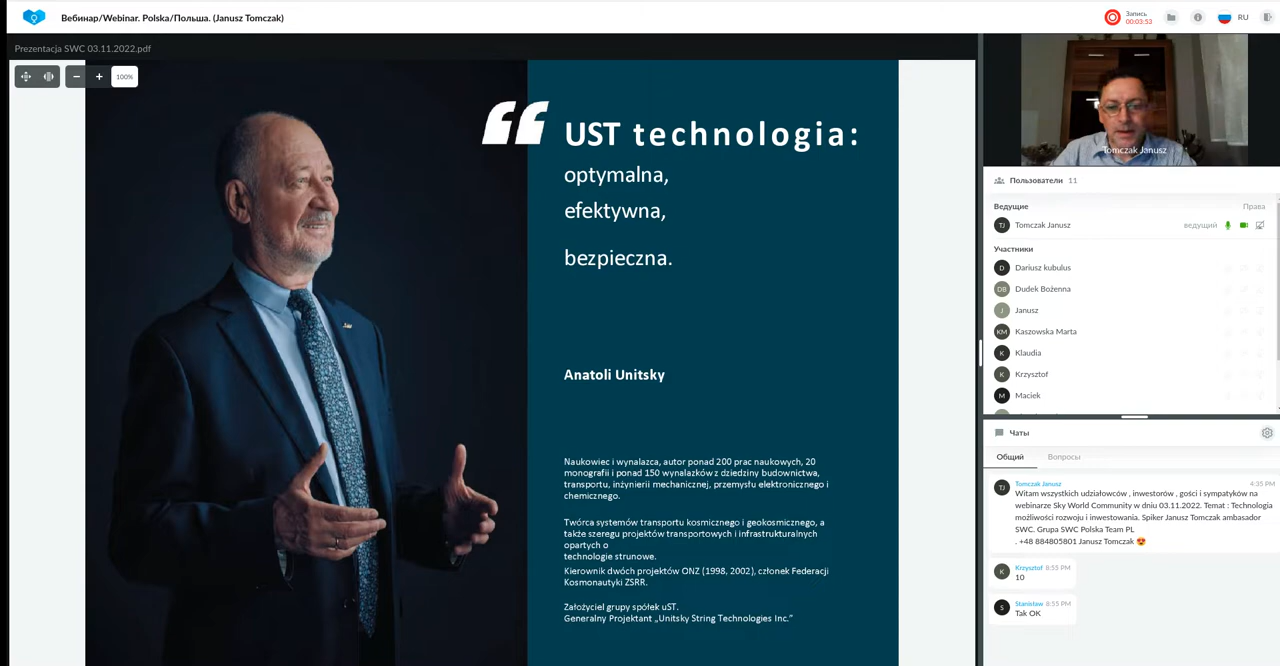 Вебинар/Webinar. Polska/Польша. (Janusz Tomczak)
Запись
00:03:53
RU
Prezentacja SWC 03.11.2022.pdf
100%
UST technologia:
optymalna,
efektywna,
bezpieczna.
Anatoli Unitsky
Naukowiec i wynalazca, autor ponad 200 prac naukowych, 20
monografii i ponad 150 wynalazków z dziedziny budownictwa,
transportu, inżynierii mechanicznej, przemysłu elektronicznego i
chemicznego.
Twórca systemów transportu kosmicznego i geokosmicznego, a
także szeregu projektów transportowych i infrastrukturalnych
opartych o
technologie strunowe.
Kierownik dwóch projektów ONZ (1998, 2002), członek Federacji
Kosmonautyki ZSRR.
Założyciel grupy spółek uST.
Generalny Projektant „Unitsky String Technologies Inc.”
Tomczak Janusz
Пользователи 11
Ведущие Права
TJ Tomczak Janusz ведущий
Участники
D Dariusz kubulus
DB Dudek Bożenna
J Janusz
KM Kaszowska Marta
K Klaudia
K Krzysztof
M Maciek
Чаты
Общий Вопросы
TJ Tomczak Janusz 4:35 PM
Witam wszystkich udziałowców , inwestorów , gości i sympatyków na
webinarze Sky World Community w dniu 03.11.2022. Temat : Technologia
możliwości rozwoju i inwestowania. Spiker Janusz Tomczak ambasador
SWC. Grupa SWC Polska Team PL
. +48 884805801 Janusz Tomczak 😍
K Krzysztof 8:55 PM
10
S Stanisław 8:55 PM
Tak OK